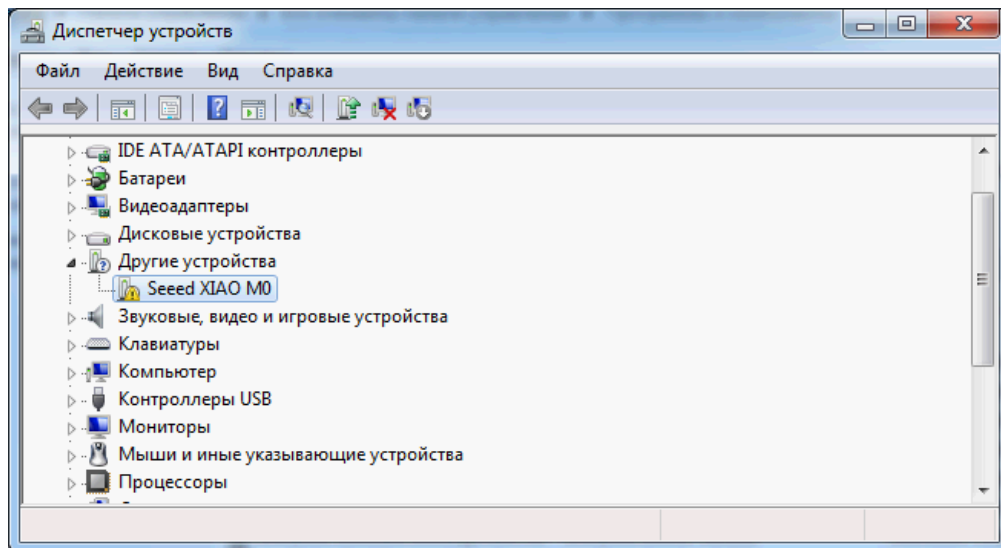 Диспетчер устройств
Файл Действие Вид Справка
IDE ATA/ATAPI контроллеры
Батареи
Видеоадаптеры
Дисковые устройства
Другие устройства
Seeed XIAO M0
Звуковые, видео и игровые устройства
Клавиатуры
Компьютер
Контроллеры USB
Мониторы
Мыши и иные указывающие устройства
Процессоры